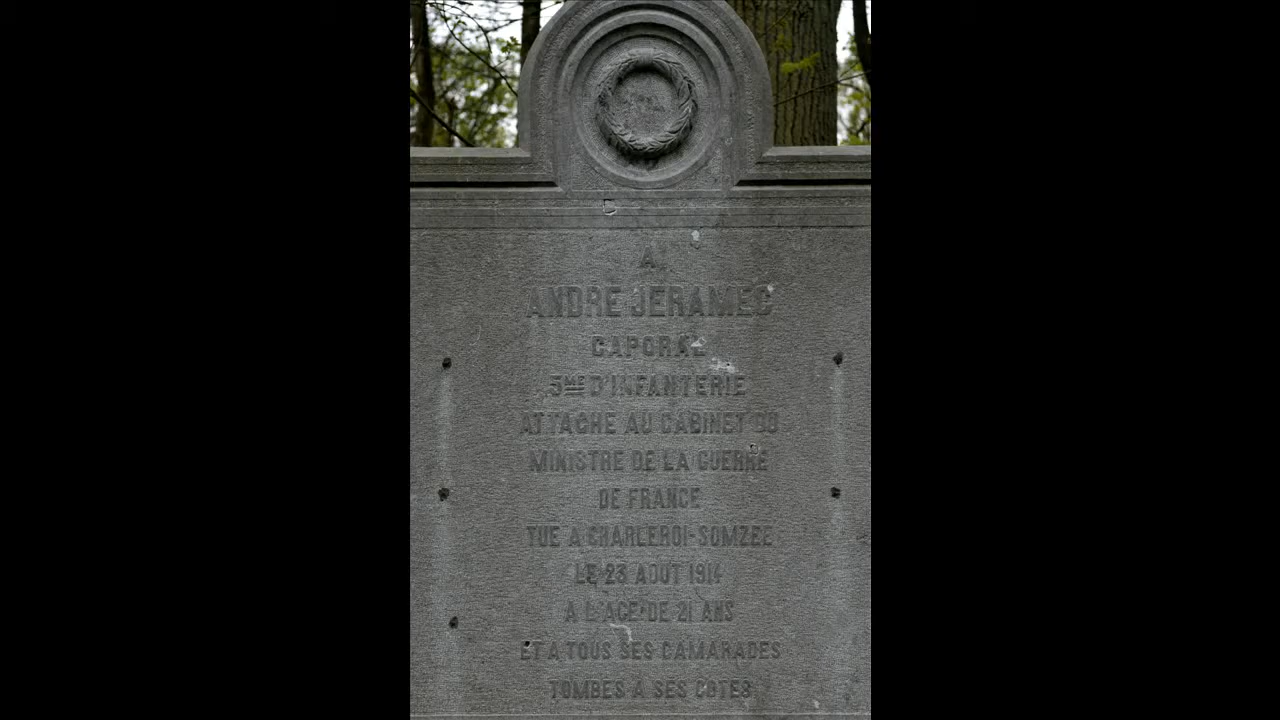 A
ANDRE JERAMEC
CAPORAL
5ME D'INFANTERIE
ATTACHE AU CABINET DU
MINISTRE DE LA GUERRE
DE FRANCE
TUE A CHARLEROI-SOMZEE
LE 23 AOUT 1914
A L'AGE DE 21 ANS
ET A TOUS SES CAMARADES
TOMBES A SES COTES